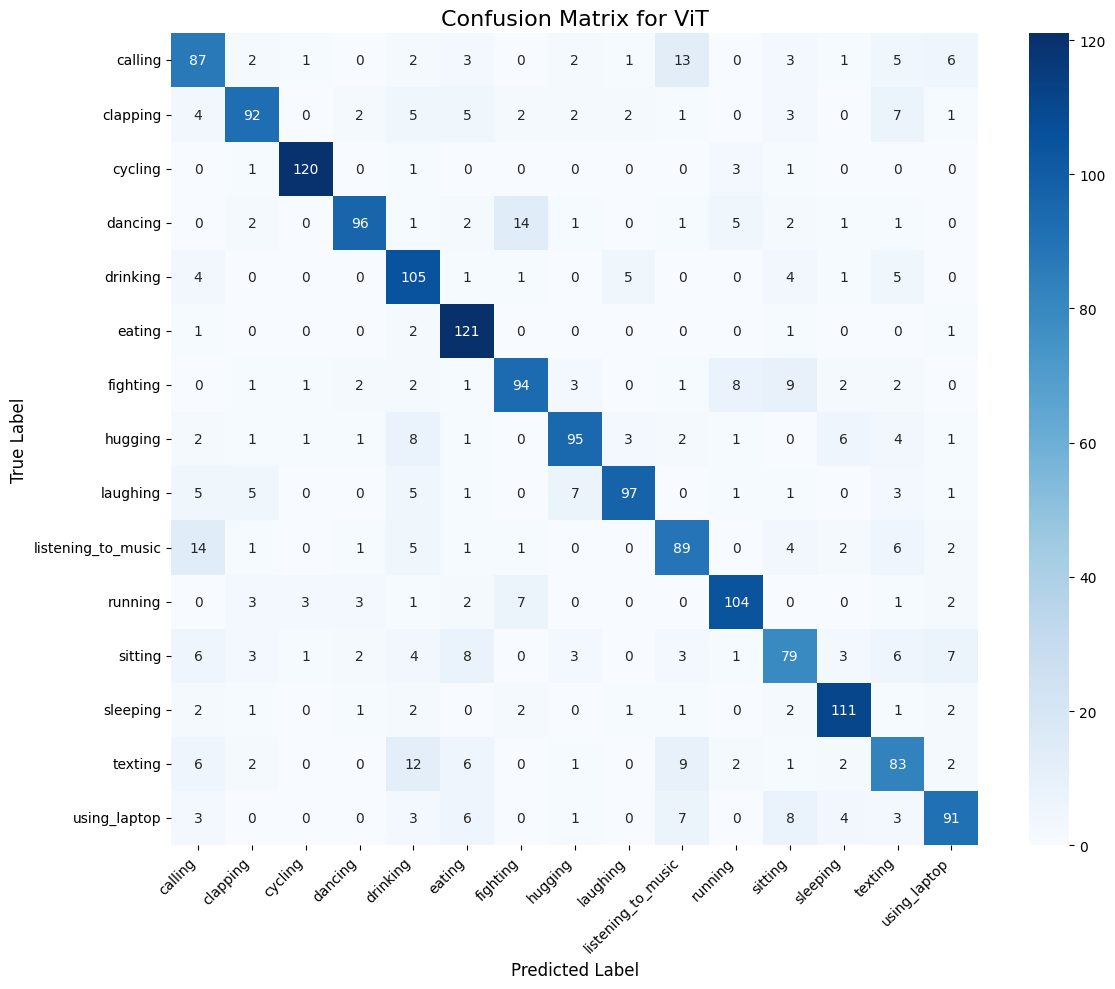 Confusion Matrix for ViT
calling 87 2 1 0 2 3 0 2 1 13 0 3 1 5 6
clapping 4 92 0 2 5 5 2 2 2 1 0 3 0 7 1
cycling 0 1 120 0 1 0 0 0 0 0 3 1 0 0 0
dancing 0 2 0 96 1 2 14 1 0 1 5 2 1 1 0
drinking 4 0 0 0 105 1 1 0 5 0 0 4 1 5 0
eating 1 0 0 0 2 121 0 0 0 0 0 1 0 0 1
fighting 0 1 1 2 2 1 94 3 0 1 8 9 2 2 0
hugging 2 1 1 1 8 1 0 95 3 2 1 0 6 4 1
laughing 5 5 0 0 5 1 0 7 97 0 1 1 0 3 1
listening_to_music 14 1 0 1 5 1 1 0 0 89 0 4 2 6 2
running 0 3 3 3 1 2 7 0 0 0 104 0 0 1 2
sitting 6 3 1 2 4 8 0 3 0 3 1 79 3 6 7
sleeping 2 1 0 1 2 0 2 0 1 1 0 2 111 1 2
texting 6 2 0 0 12 6 0 1 0 9 2 1 2 83 2
using_laptop 3 0 0 0 3 6 0 1 0 7 0 8 4 3 91
calling clapping cycling dancing drinking eating fighting hugging laughing listening_to_music running sitting sleeping texting using_laptop
Predicted Label
True Label
120
100
80
60
40
20
0